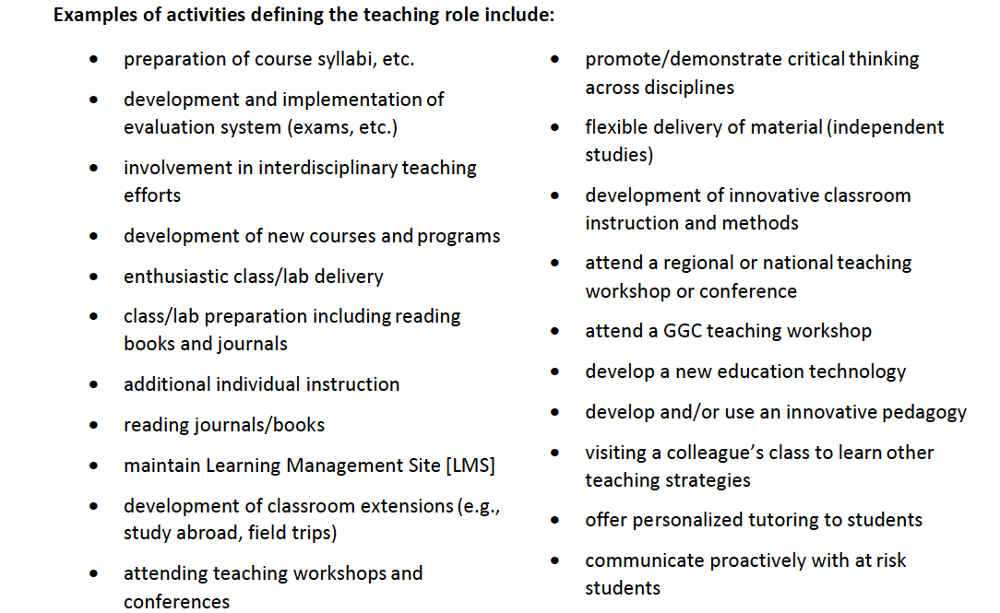 Examples of activities defining the teaching role include:
• preparation of course syllabi, etc.
• development and implementation of
evaluation system (exams, etc.)
• involvement in interdisciplinary teaching
efforts
• development of new courses and programs
• enthusiastic class/lab delivery
• class/lab preparation including reading
books and journals
• additional individual instruction
• reading journals/books
• maintain Learning Management Site [LMS]
• development of classroom extensions (e.g.,
study abroad, field trips)
• attending teaching workshops and
conferences
• promote/demonstrate critical thinking
across disciplines
• flexible delivery of material (independent
studies)
• development of innovative classroom
instruction and methods
• attend a regional or national teaching
workshop or conference
• attend a GGC teaching workshop
• develop a new education technology
• develop and/or use an innovative pedagogy
• visiting a colleague’s class to learn other
teaching strategies
• offer personalized tutoring to students
• communicate proactively with at risk
students